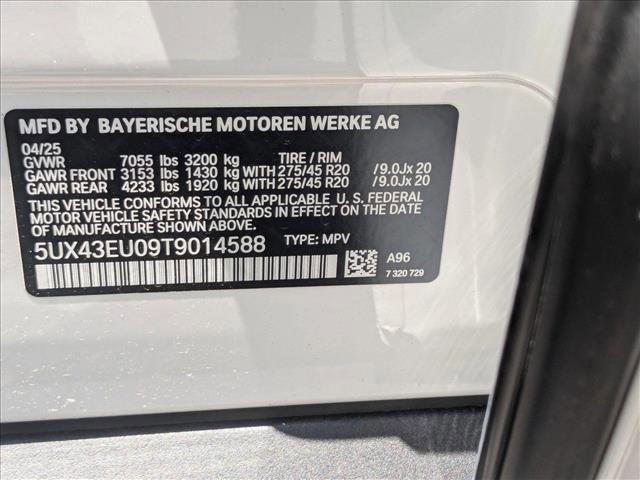 MFD BY BAYERISCHE MOTOREN WERKE AG
04/25
GVWR 7055 lbs 3200 kg TIRE / RIM
GAWR FRONT 3153 lbs 1430 kg WITH 275/45 R20 /9.0Jx 20
GAWR REAR 4233 lbs 1920 kg WITH 275/45 R20 /9.0Jx 20
THIS VEHICLE CONFORMS TO ALL APPLICABLE U. S. FEDERAL
MOTOR VEHICLE SAFETY STANDARDS IN EFFECT ON THE DATE OF
MANUFACTURE SHOWN ABOVE.
5UX43EU09T9014588 TYPE: MPV
A96
7 320 729